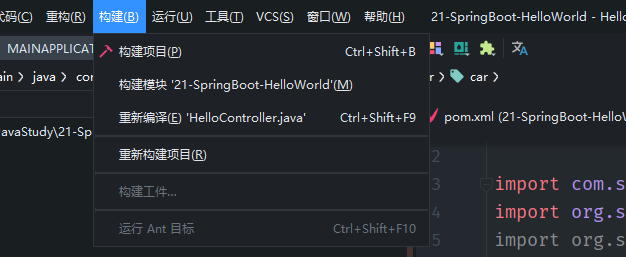 代码(C) 重构(R) 构建(B) 运行(U) 工具(T) VCS(S) 窗口(W) 帮助(H) 21-SpringBoot-HelloWorld - Hel
MAINAPPLICAT
构建项目(P) Ctrl+Shift+B
ain java co
构建模块 '21-SpringBoot-HelloWorld'(M)
r car
重新编译(E) 'HelloController.java' Ctrl+Shift+F9
pom.xml (21-SpringBoot-HelloW
avaStudy\21-Sp
重新构建项目(R)
2
构建工件...
3 import com.s
4 import org.s
运行 Ant 目标 Ctrl+Shift+F10
5 import org.s